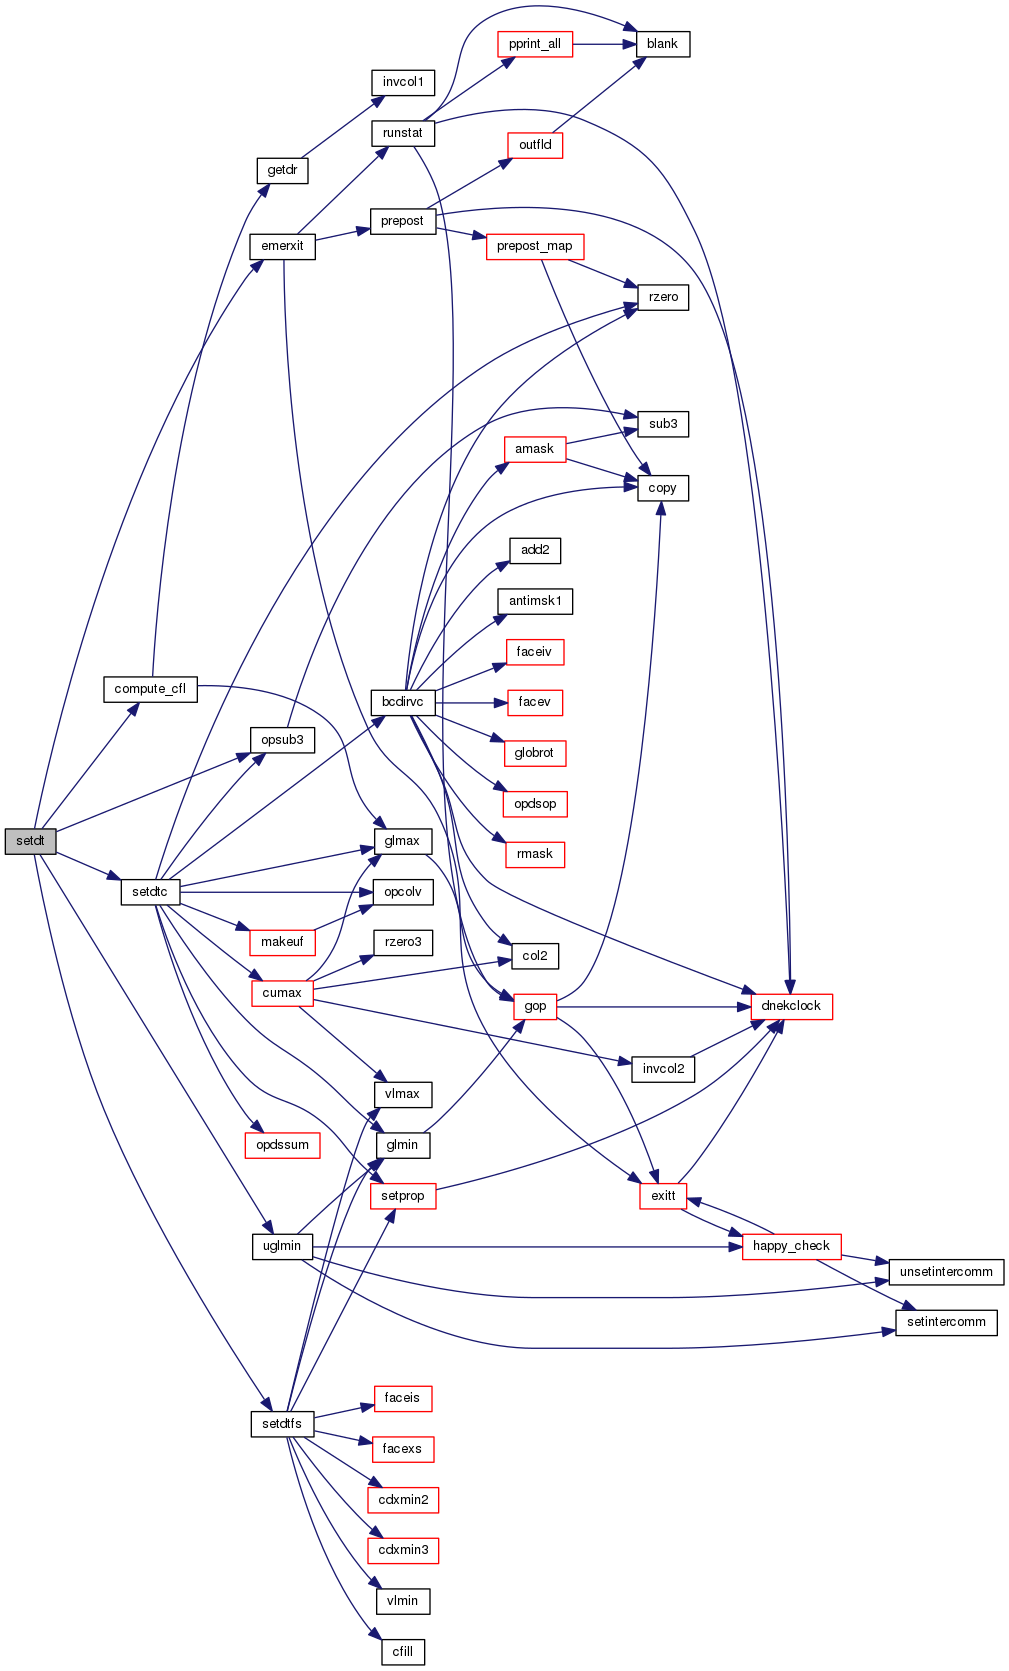 blank
pprint_all
invcol1
runstat
outfld
getdr
prepost
emerxit
prepost_map
rzero
sub3
amask
copy
add2
antimsk1
faceiv
compute_cfl
bcdirvc
facev
opsub3
globrot
opdsop
setdt
glmax
rmask
setdtc
opcolv
makeuf
rzero3
col2
cumax
gop
dnekclock
invcol2
vlmax
opdssum
glmin
setprop
exitt
uglmin
happy_check
unsetintercomm
setintercomm
faceis
setdtfs
facexs
cdxmin2
cdxmin3
vlmin
cfill